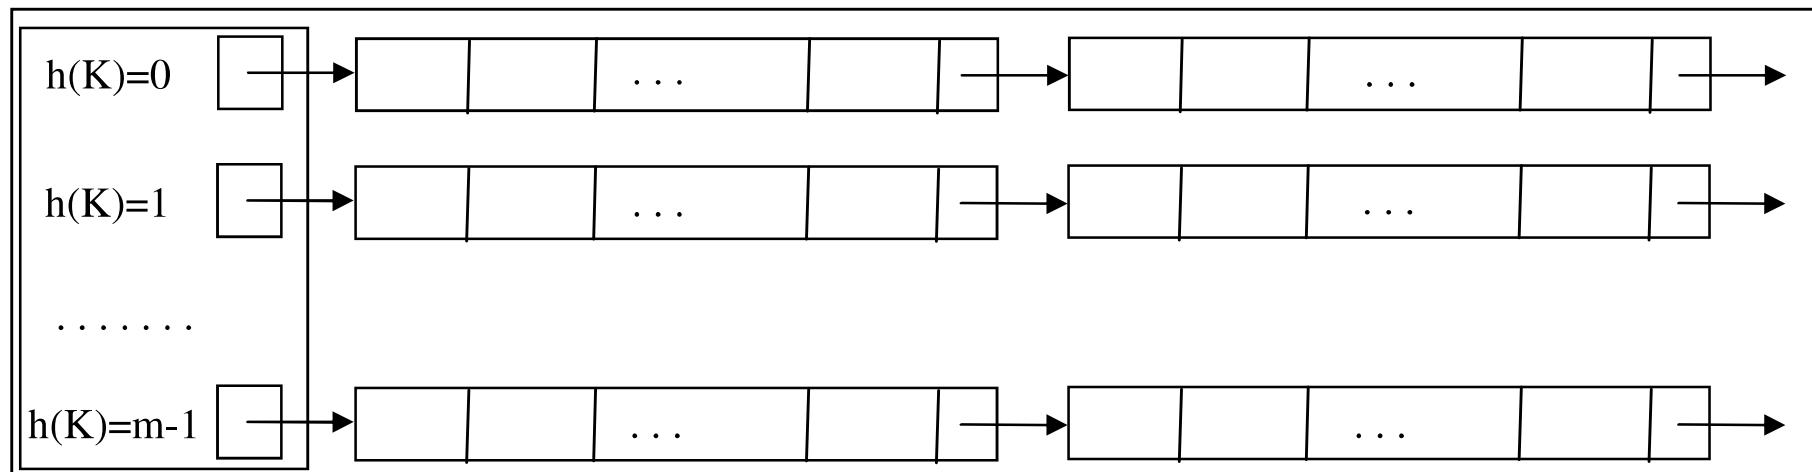 h(K)=0 . . . . . .
h(K)=1 . . . . . .
. . . . . . .
h(K)=m-1 . . . . . .